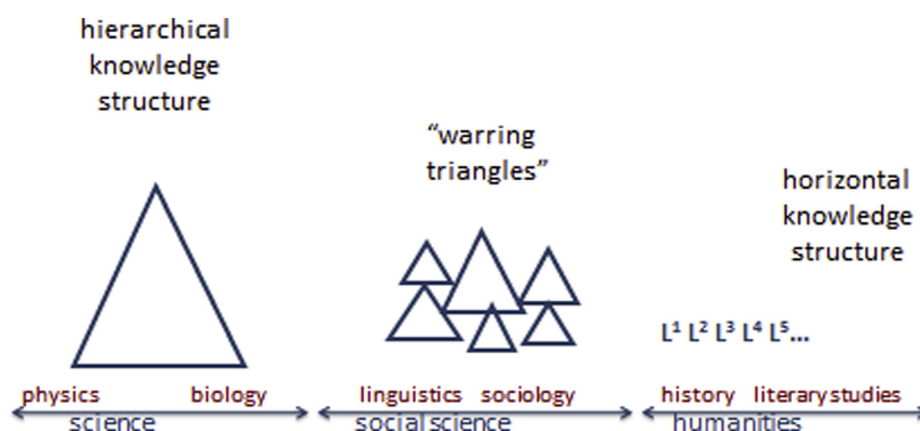 hierarchical
knowledge
structure
“warring
triangles”
horizontal
knowledge
structure
L¹ L² L³ L⁴ L⁵...
physics biology linguistics sociology history literary studies
science social science humanities